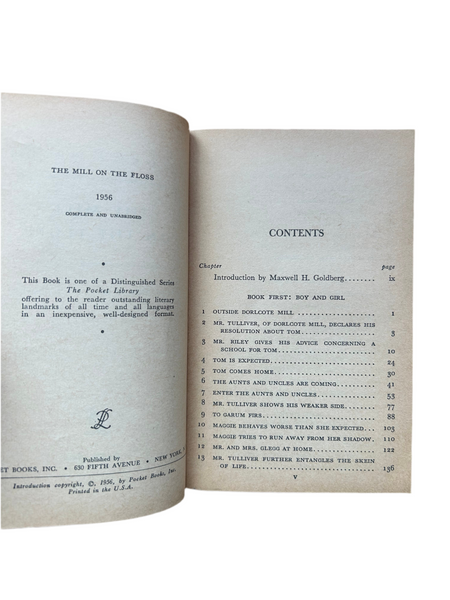 THE MILL ON THE FLOSS
1956
COMPLETE AND UNABRIDGED
•
This Book is one of a Distinguished Series
The Pocket Library
offering to the reader outstanding literary
landmarks of all time and all languages
in an inexpensive, well-designed format.
•
PL
Published by
ET BOOKS, INC. • 630 FIFTH AVENUE • NEW YORK,
Introduction copyright, ©, 1956, by Pocket Books, Inc.
Printed in the U.S.A.
CONTENTS
Chapter page
Introduction by Maxwell H. Goldberg........ ix
BOOK FIRST: BOY AND GIRL
1 OUTSIDE DORLCOTE MILL ................ 1
2 MR. TULLIVER, OF DORLCOTE MILL, DECLARES HIS
RESOLUTION ABOUT TOM .................. 3
3 MR. RILEY GIVES HIS ADVICE CONCERNING A
SCHOOL FOR TOM ........................ 10
4 TOM IS EXPECTED ........................ 24
5 TOM COMES HOME ........................ 30
6 THE AUNTS AND UNCLES ARE COMING ....... 41
7 ENTER THE AUNTS AND UNCLES ............ 53
8 MR. TULLIVER SHOWS HIS WEAKER SIDE ..... 77
9 TO GARUM FIRS ......................... 88
10 MAGGIE BEHAVES WORSE THAN SHE EXPECTED .. 103
11 MAGGIE TRIES TO RUN AWAY FROM HER SHADOW. 110
12 MR. AND MRS. GLEGG AT HOME ............ 122
13 MR. TULLIVER FURTHER ENTANGLES THE SKEIN
OF LIFE ............................... 136
v